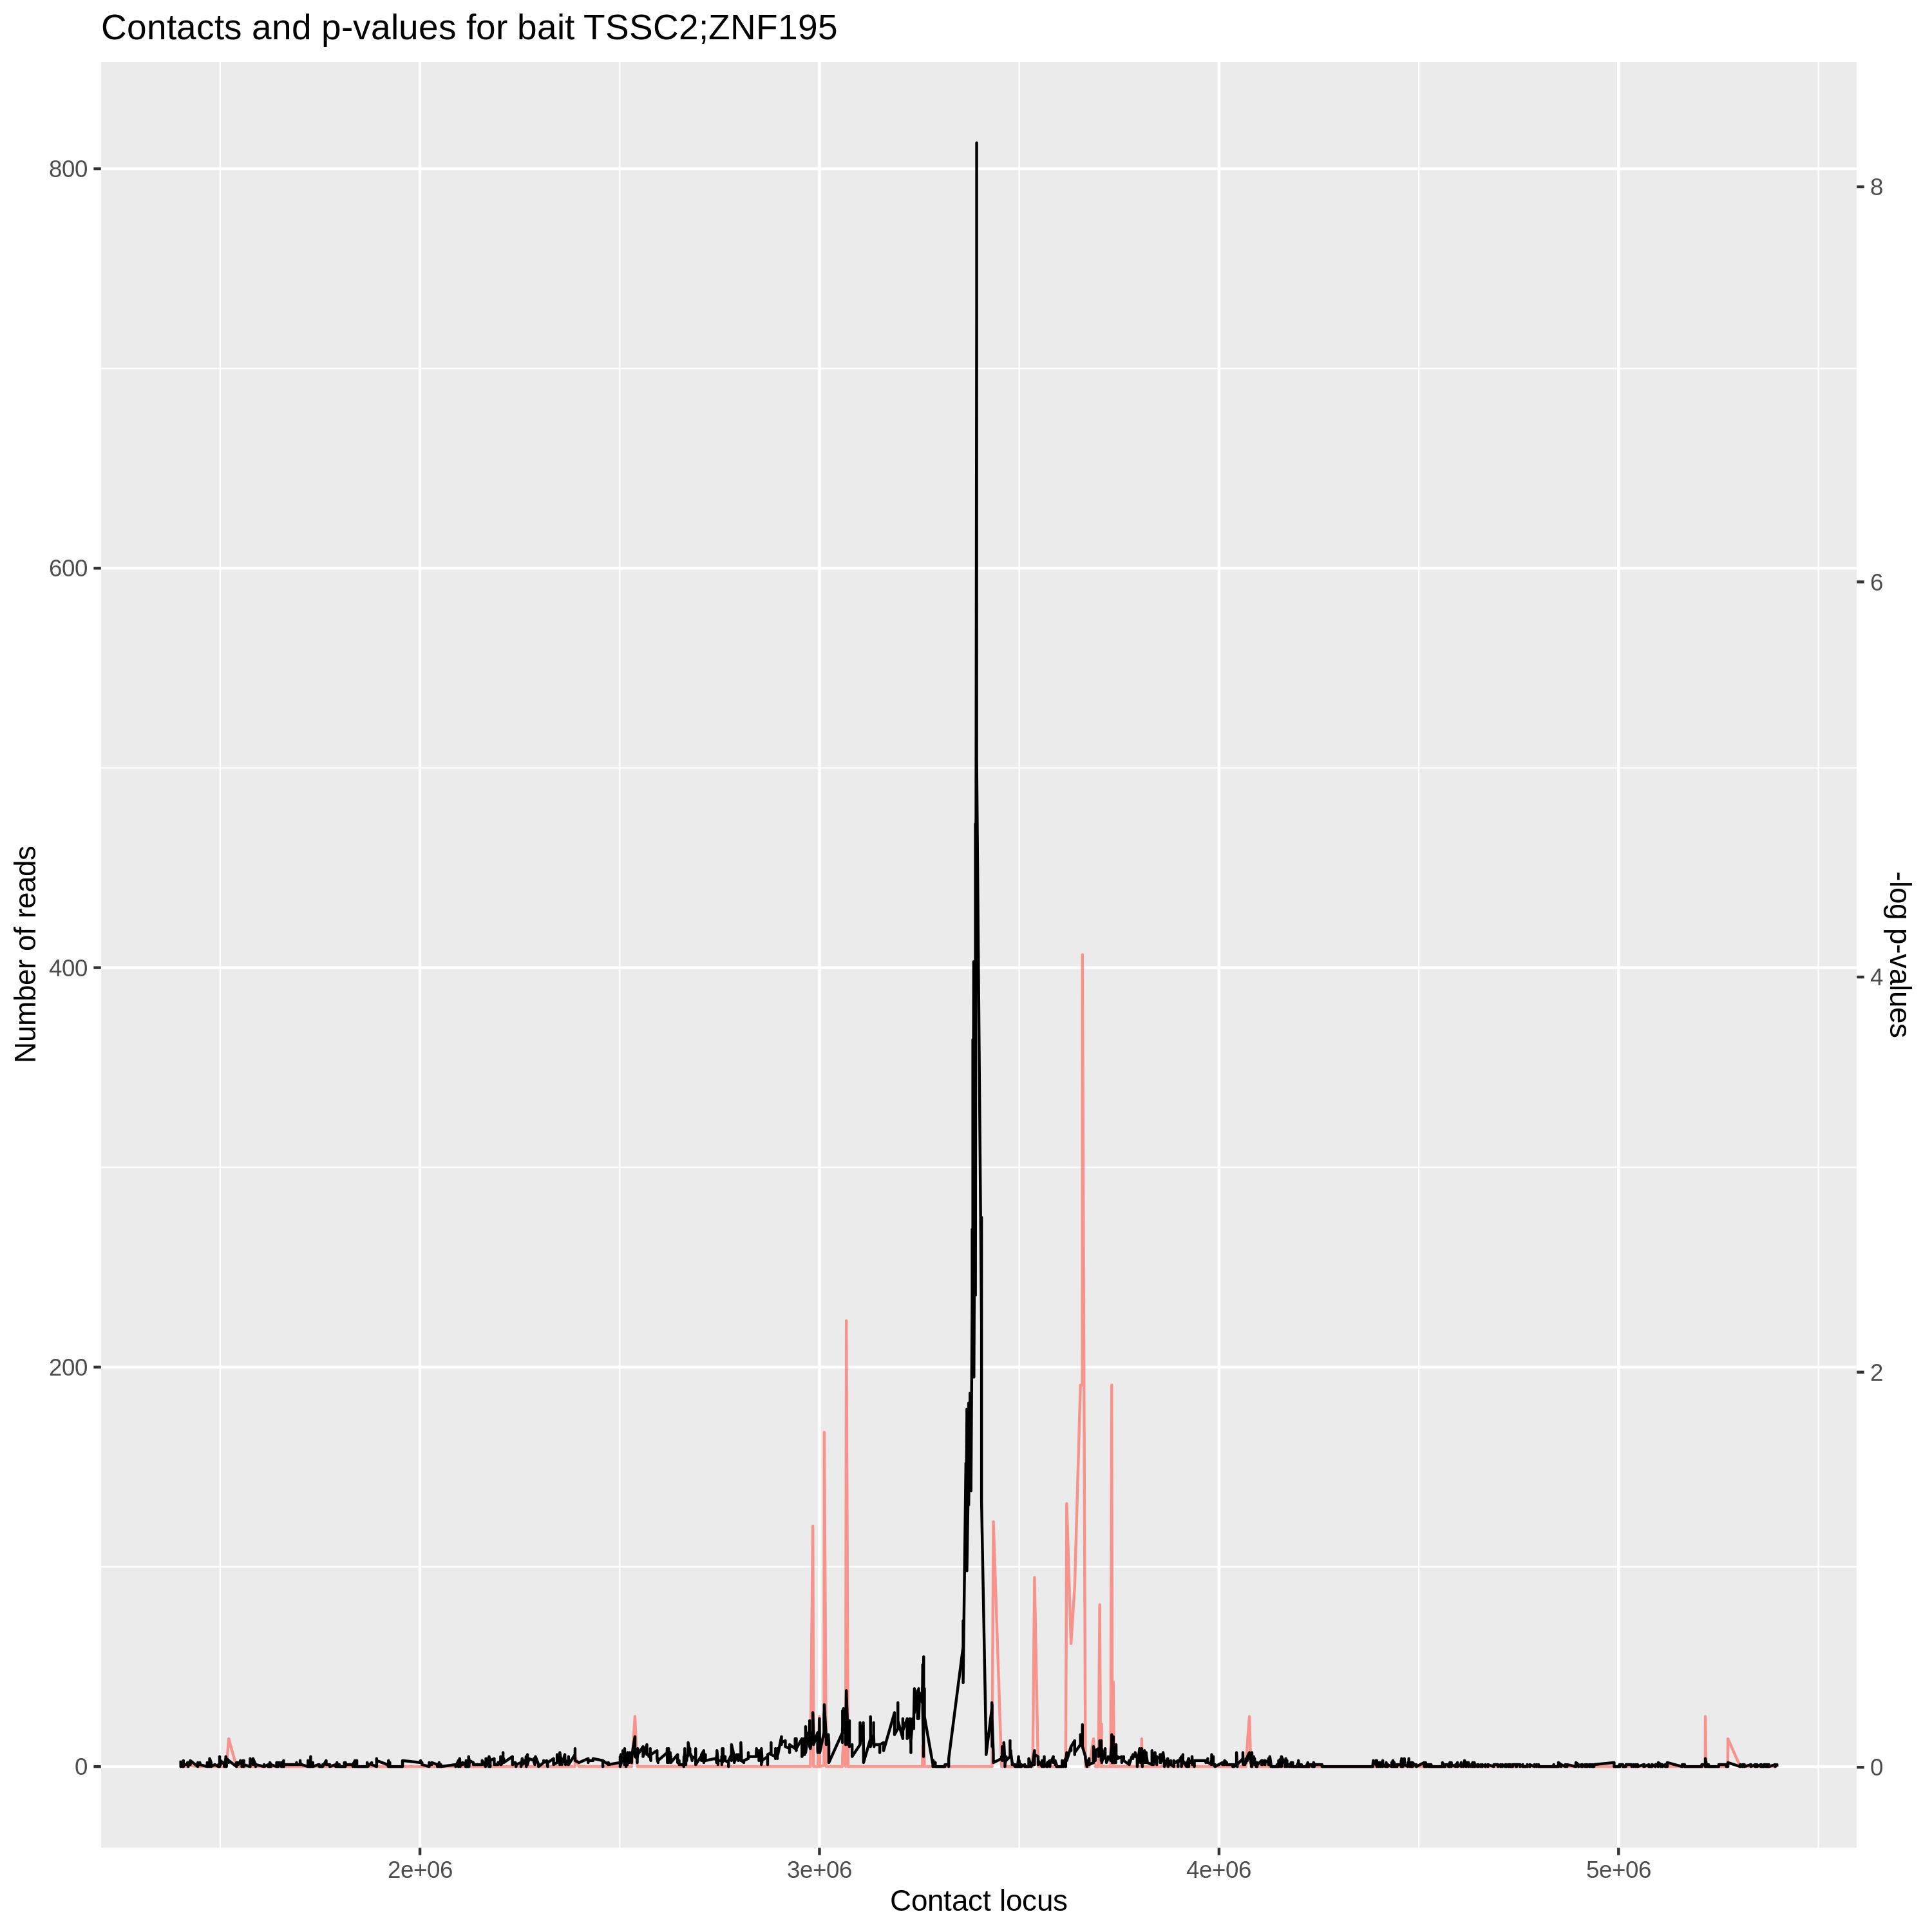 Contacts and p-values for bait TSSC2;ZNF195
800
600
400
200
0
Number of reads
8
6
4
2
0
-log p-values
2e+06
3e+06
4e+06
5e+06
Contact locus